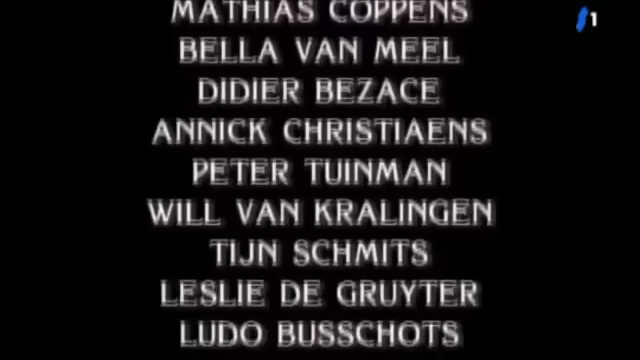 MATHIAS COPPENS
BELLA VAN MEEL
DIDIER BEZACE
ANNICK CHRISTIAENS
PETER TUINMAN
WILL VAN KRALINGEN
TIJN SCHMITS
LESLIE DE GRUYTER
LUDO BUSSCHOTS
1